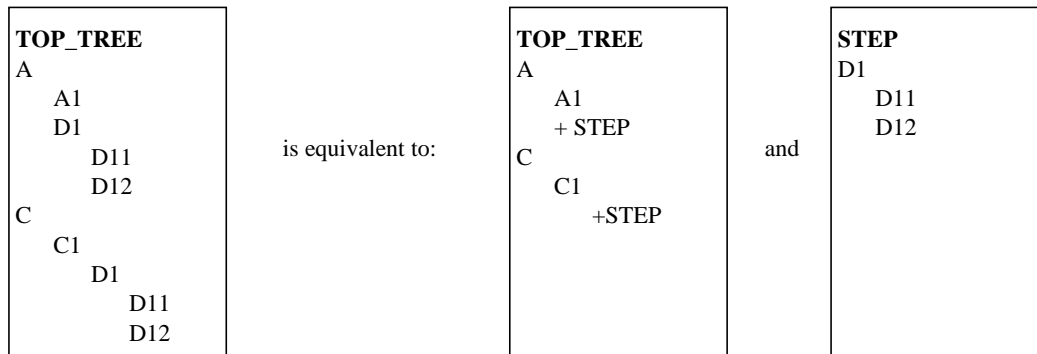 TOP_TREE
A
A1
D1
D11
D12
C
C1
D1
D11
D12
is equivalent to:
TOP_TREE
A
A1
+ STEP
C
C1
+STEP
and
STEP
D1
D11
D12